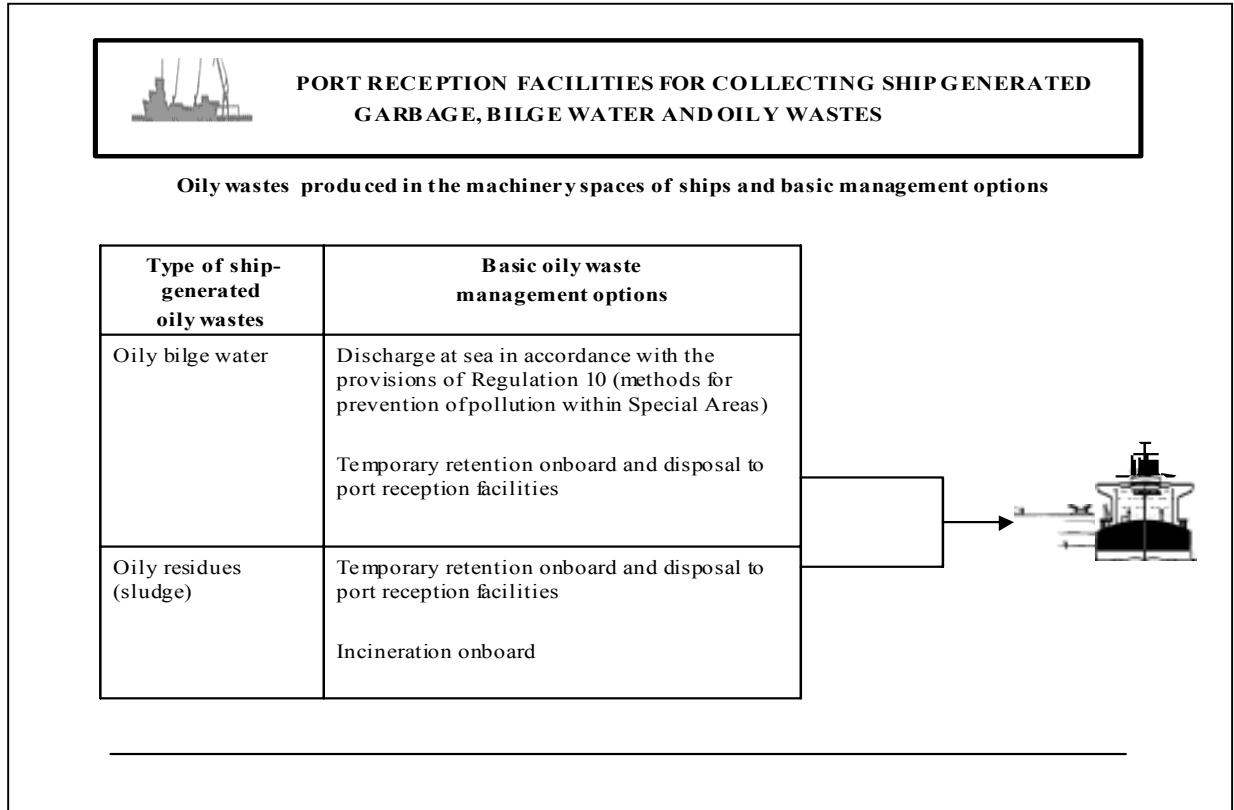 PORT RECEPTION FACILITIES FOR COLLECTING SHIP GENERATED
GARBAGE, BILGE WATER AND OILY WASTES
Oily wastes produced in the machinery spaces of ships and basic management options
Type of ship-
generated
oily wastes
Basic oily waste
management options
Oily bilge water
Discharge at sea in accordance with the
provisions of Regulation 10 (methods for
prevention of pollution within Special Areas)
Temporary retention onboard and disposal to
port reception facilities
Oily residues
(sludge)
Temporary retention onboard and disposal to
port reception facilities
Incineration onboard